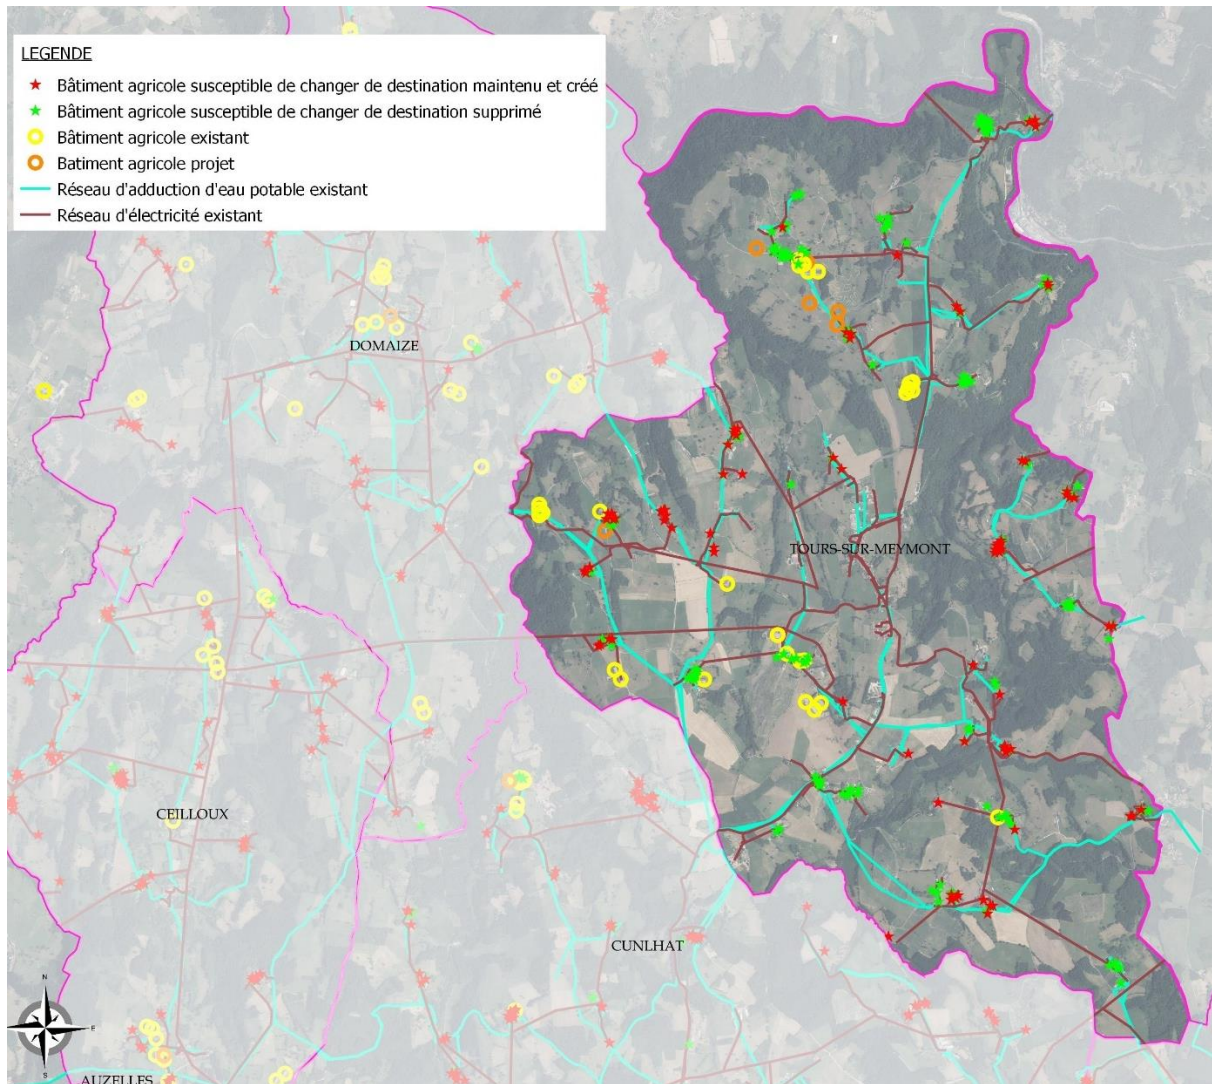 LEGENDE
Bâtiment agricole susceptible de changer de destination maintenu et créé
Bâtiment agricole susceptible de changer de destination supprimé
Bâtiment agricole existant
Batiment agricole projet
Réseau d'adduction d'eau potable existant
Réseau d'électricité existant
DOMAIZE
TOURS-SUR-MEYMONT
CEILLOUX
CUNLHAT
AUZELLES
N
E
S